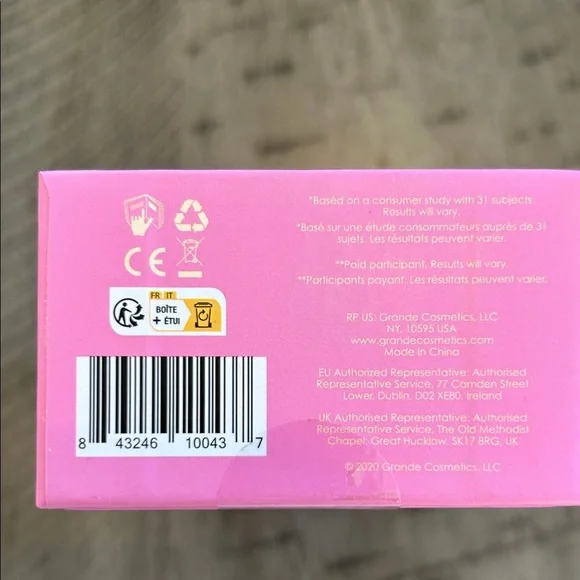 *Based on a consumer study with 31 subjects.
Results will vary.
*Basé sur une étude consommateurs auprès de 31
sujets. Les résultats peuvent varier.
**Paid participant. Results will vary.
**Participants payant. Les résultats peuvent varier.
CE
FR IT
BOÎTE
+ ÉTUI
RP US: Grande Cosmetics, LLC
NY, 10595 USA
www.grandecosmetics.com
Made in China
EU Authorized Representative: Authorised
Representative Service, 77 Camden Street
Lower, Dublin, D02 XE80, Ireland
UK Authorised Representative: Authorised
Representative Service, The Old Methodist
Chapel, Great Hucklow, SK17 8RG, UK
© 2020 Grande Cosmetics, LLC
8 43246 10043 7